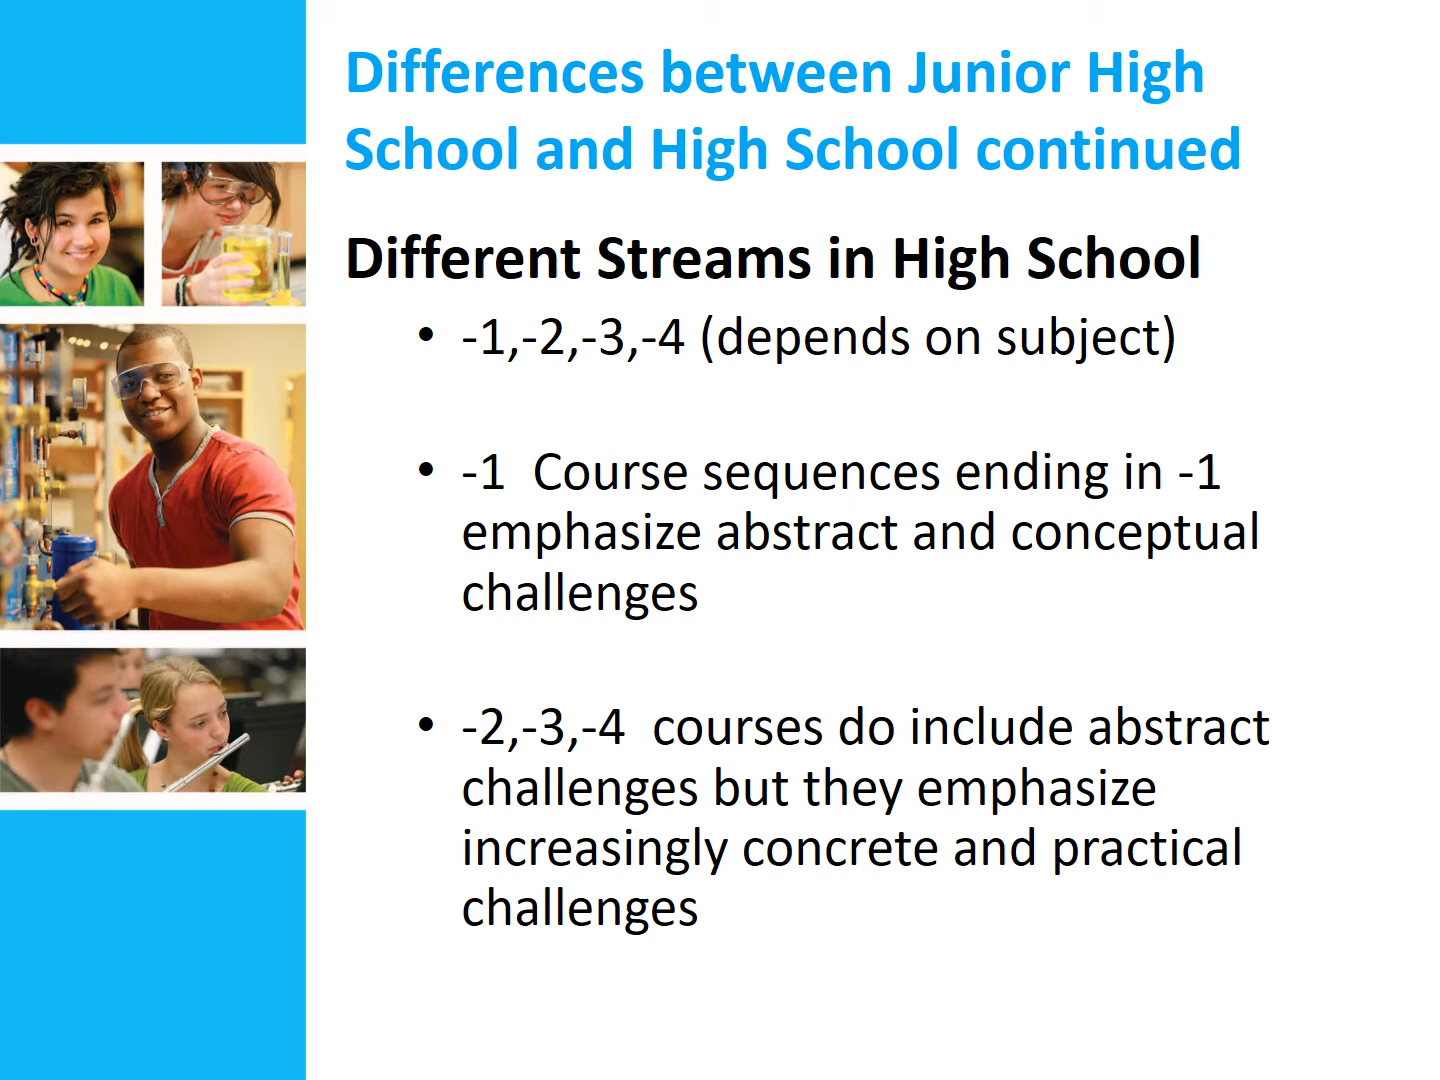 Differences between Junior High
School and High School continued
Different Streams in High School
• -1,-2,-3,-4 (depends on subject)
• -1  Course sequences ending in -1
emphasize abstract and conceptual
challenges
• -2,-3,-4  courses do include abstract
challenges but they emphasize
increasingly concrete and practical
challenges